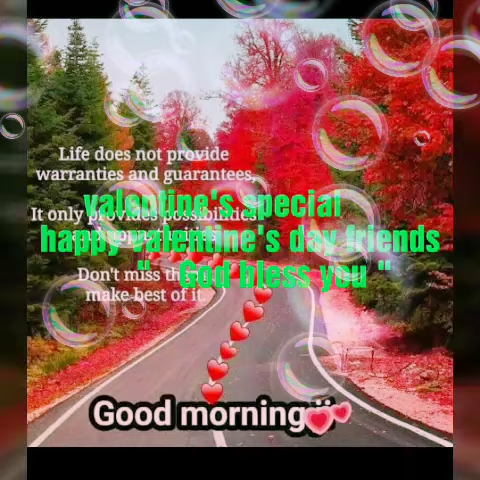 Life does not provide
warranties and guarantees,
valentine's special
It only provides possibilities
happy valentine's day friends
Don't miss
" God bless you "
make best of it.
Good morning